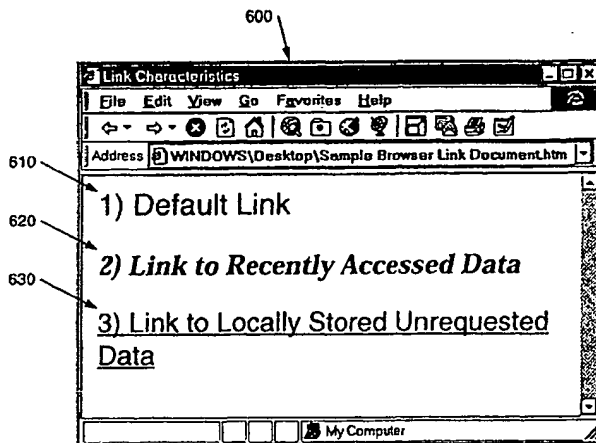 600
Link Characteristics
File Edit View Go Favorites Help
Address WINDOWS\Desktop\Sample Browser Link Document.htm
610
1) Default Link
620
2) Link to Recently Accessed Data
630
3) Link to Locally Stored Unrequested
Data
My Computer